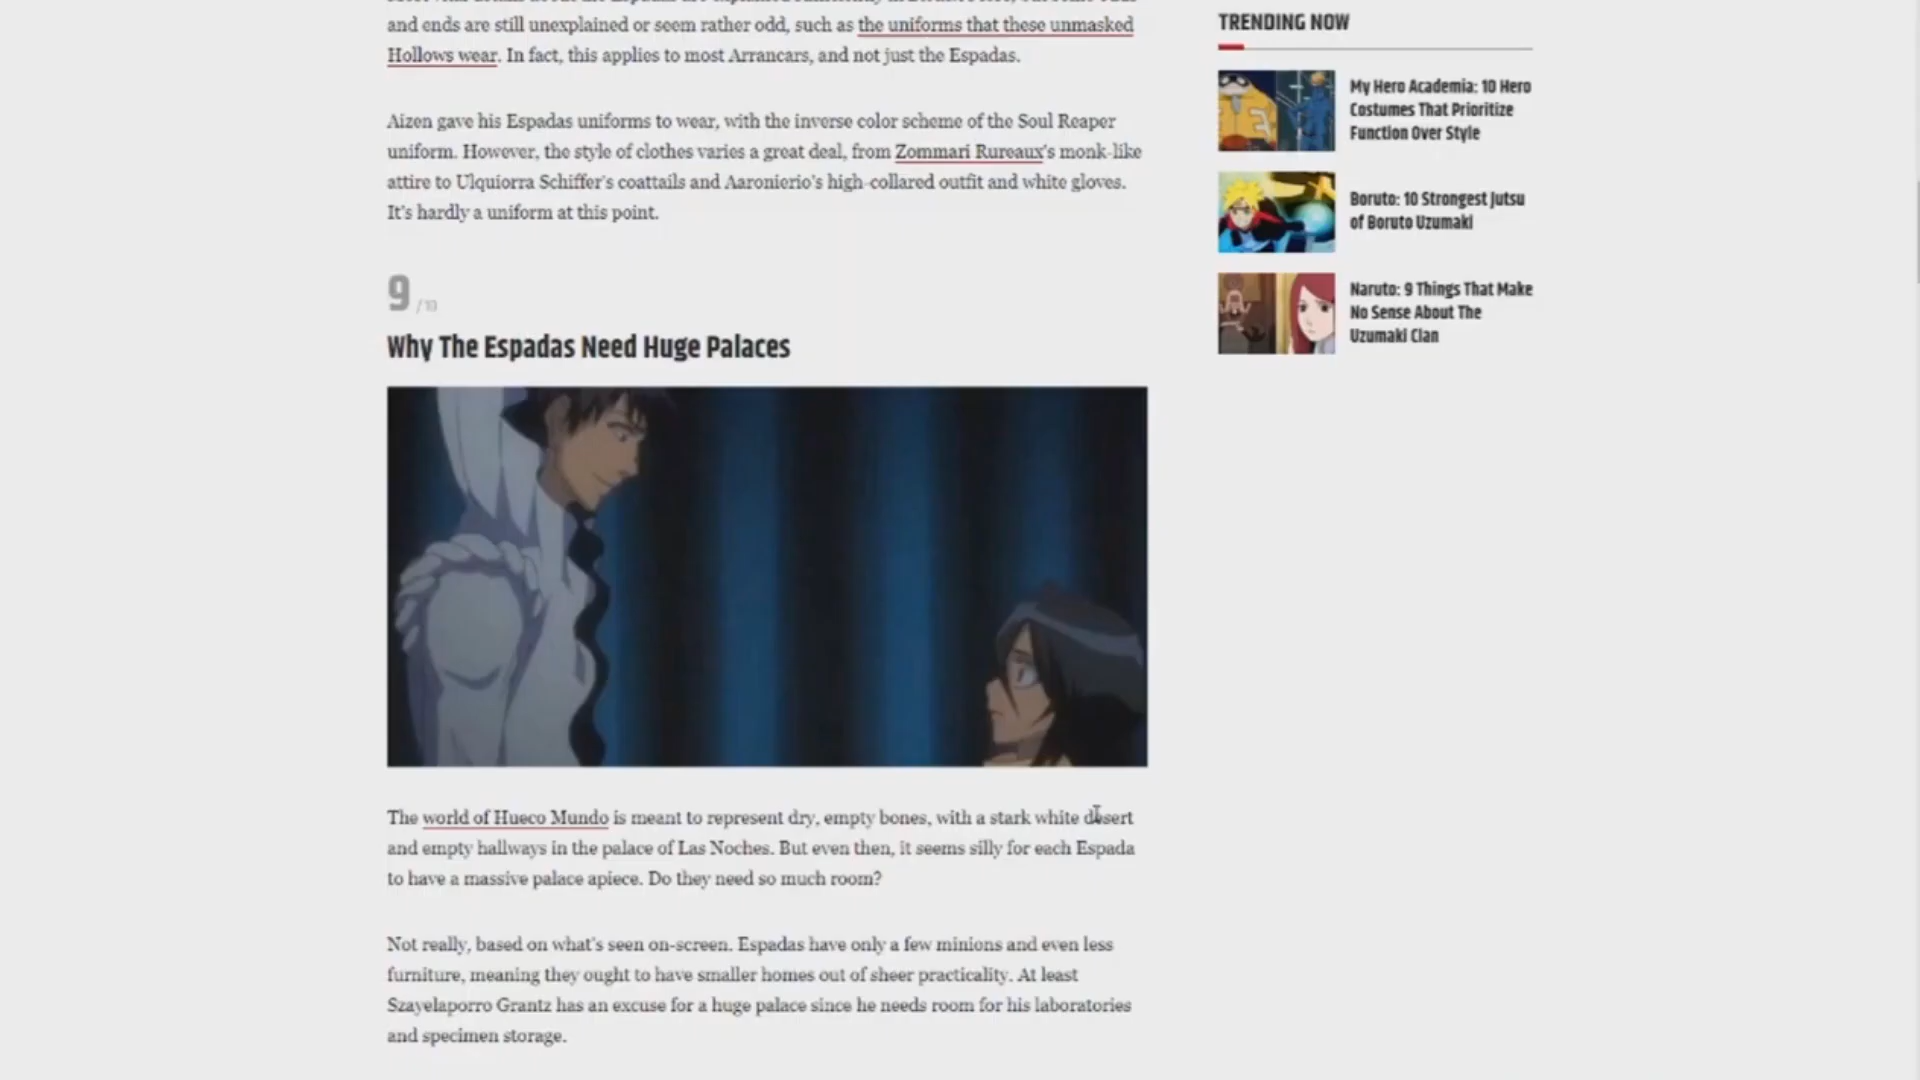 and ends are still unexplained or seem rather odd, such as the uniforms that these unmasked
Hollows wear. In fact, this applies to most Arrancars, and not just the Espadas.
Aizen gave his Espadas uniforms to wear, with the inverse color scheme of the Soul Reaper
uniform. However, the style of clothes varies a great deal, from Zommari Rureaux's monk-like
attire to Ulquiorra Schiffer's coattails and Aaronierio's high-collared outfit and white gloves.
It's hardly a uniform at this point.
9 /10
Why The Espadas Need Huge Palaces
The world of Hueco Mundo is meant to represent dry, empty bones, with a stark white desert
and empty hallways in the palace of Las Noches. But even then, it seems silly for each Espada
to have a massive palace apiece. Do they need so much room?
Not really, based on what's seen on-screen. Espadas have only a few minions and even less
furniture, meaning they ought to have smaller homes out of sheer practicality. At least
Szayelaporro Grantz has an excuse for a huge palace since he needs room for his laboratories
and specimen storage.
TRENDING NOW
My Hero Academia: 10 Hero
Costumes That Prioritize
Function Over Style
Boruto: 10 Strongest Jutsu
of Boruto Uzumaki
Naruto: 9 Things That Make
No Sense About The
Uzumaki Clan